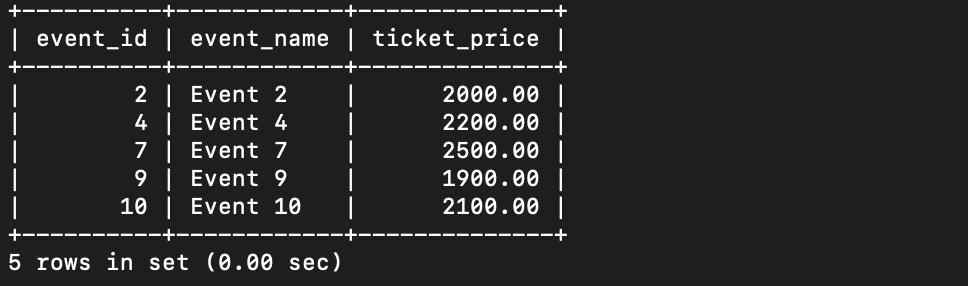 +----------+------------+--------------+
| event_id | event_name | ticket_price |
+----------+------------+--------------+
|        2 | Event 2    |      2000.00 |
|        4 | Event 4    |      2200.00 |
|        7 | Event 7    |      2500.00 |
|        9 | Event 9    |      1900.00 |
|       10 | Event 10   |      2100.00 |
+----------+------------+--------------+
5 rows in set (0.00 sec)